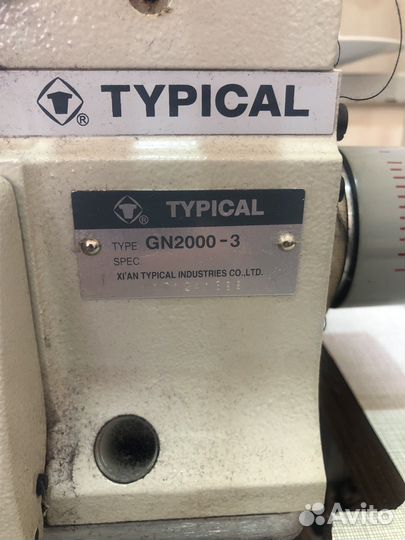 ® TYPICAL
® TYPICAL
TYPE GN2000-3
SPEC.
XI'AN TYPICAL INDUSTRIES CO.,LTD.
Avito